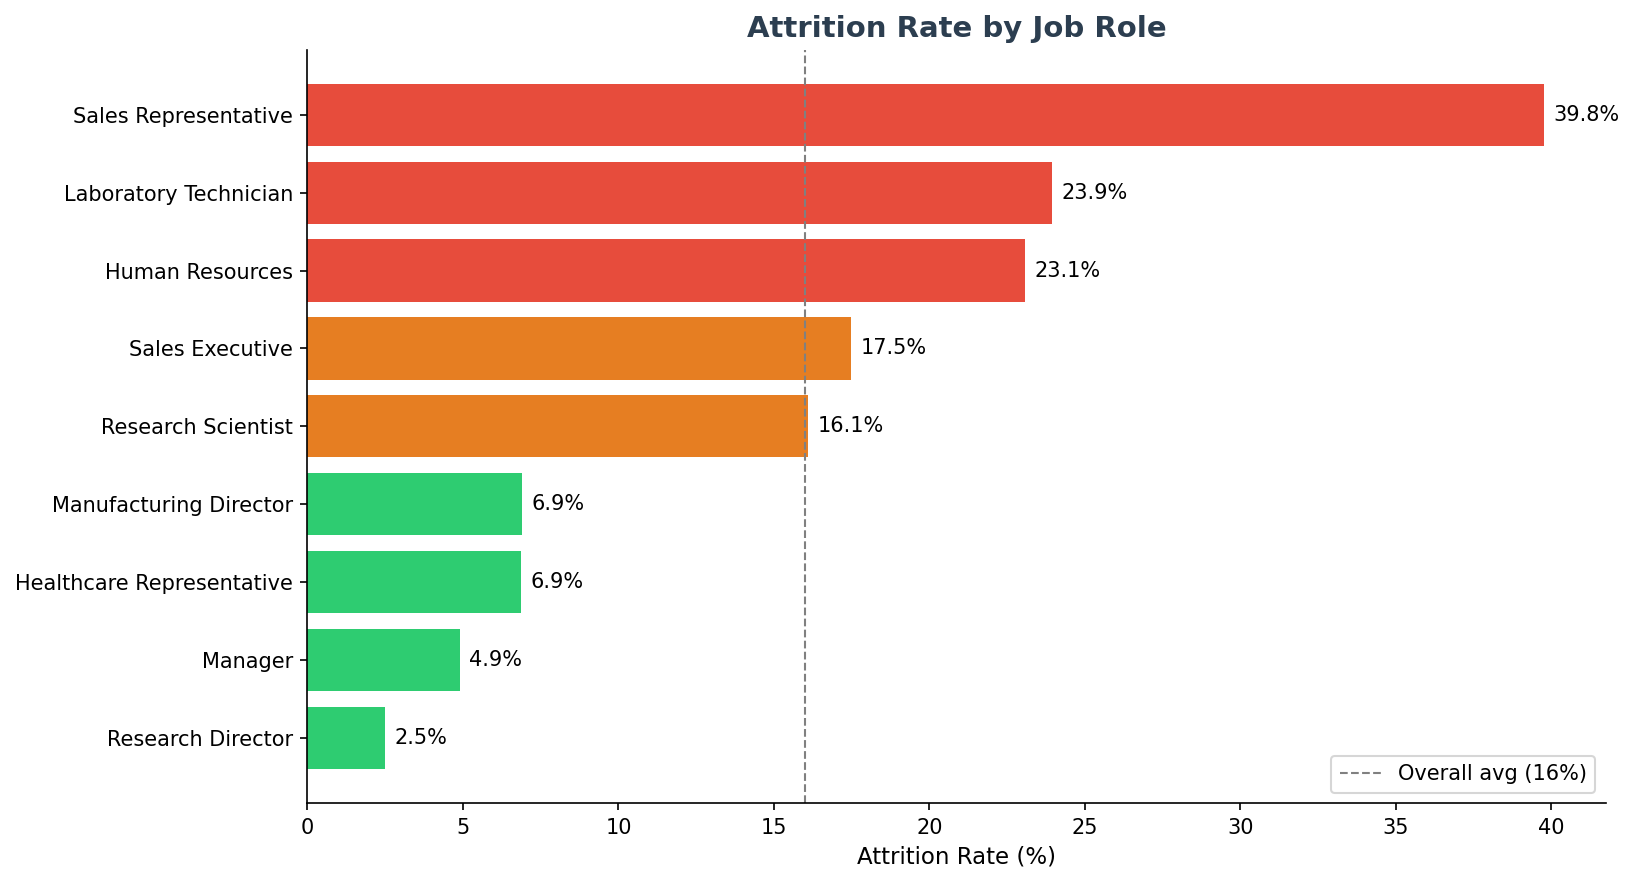 Attrition Rate by Job Role
Sales Representative
39.8%
Laboratory Technician
23.9%
Human Resources
23.1%
Sales Executive
17.5%
Research Scientist
16.1%
Manufacturing Director
6.9%
Healthcare Representative
6.9%
Manager
4.9%
Research Director
2.5%
Overall avg (16%)
0 5 10 15 20 25 30 35 40
Attrition Rate (%)